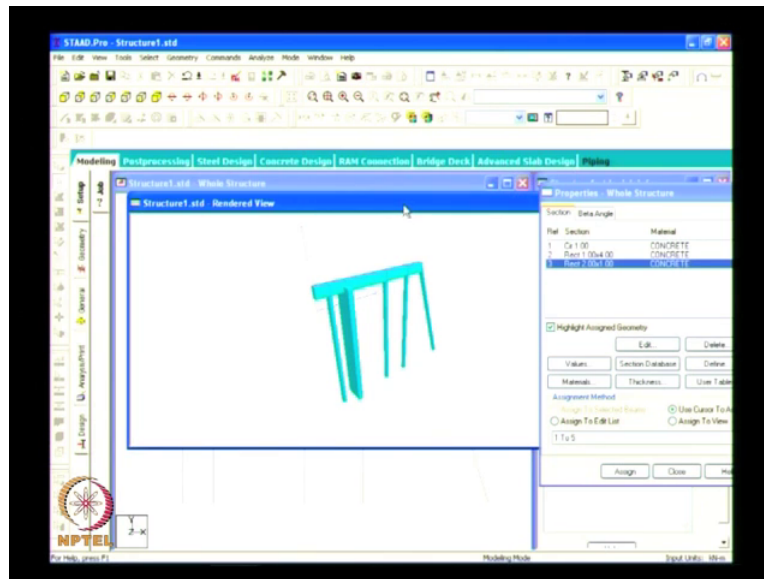 STAAD.Pro - Structure1.std
File Edit View Tools Select Geometry Commands Analyze Mode Window Help
Modeling Postprocessing Steel Design Concrete Design RAM Connection Bridge Deck Advanced Slab Design Piping
Setup
Job
Geometry
General
Analysis/Print
Design
Structure1.std - Whole Structure
Structure1.std - Rendered View
Properties - Whole Structure
Section Beta Angle
Ref Section Material
1 Cir 1.00 CONCRETE
2 Rect 1.00x4.00 CONCRETE
3 Rect 2.00x1.00 CONCRETE
Highlight Assigned Geometry
Edit... Delete
Values... Section Database Define
Materials... Thickness... User Table
Assignment Method
Assign To Selected Beams Use Cursor To A
Assign To Edit List Assign To View
1 To 5
Assign Close Hel
Y
Z X
NPTEL
For Help, press F1
Modeling Mode
Input Units: kN-m